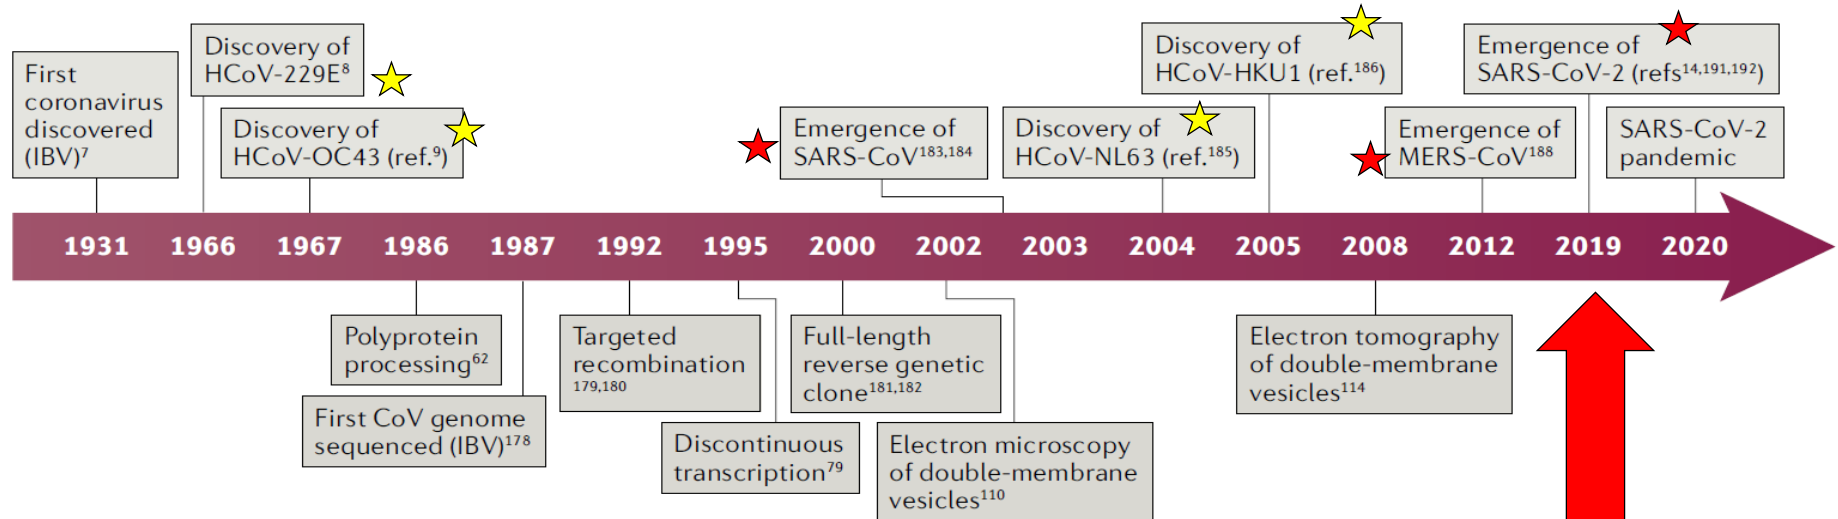 First
coronavirus
discovered
(IBV)7
Discovery of
HCoV-229E8
Discovery of
HCoV-OC43 (ref.9)
Emergence of
SARS-CoV183,184
Discovery of
HCoV-NL63 (ref.185)
Discovery of
HCoV-HKU1 (ref.186)
Emergence of
MERS-CoV188
Emergence of
SARS-CoV-2 (refs14,191,192)
SARS-CoV-2
pandemic
1931 1966 1967 1986 1987 1992 1995 2000 2002 2003 2004 2005 2008 2012 2019 2020
Polyprotein
processing62
First CoV genome
sequenced (IBV)178
Targeted
recombination
179,180
Discontinuous
transcription79
Full-length
reverse genetic
clone181,182
Electron microscopy
of double-membrane
vesicles110
Electron tomography
of double-membrane
vesicles114